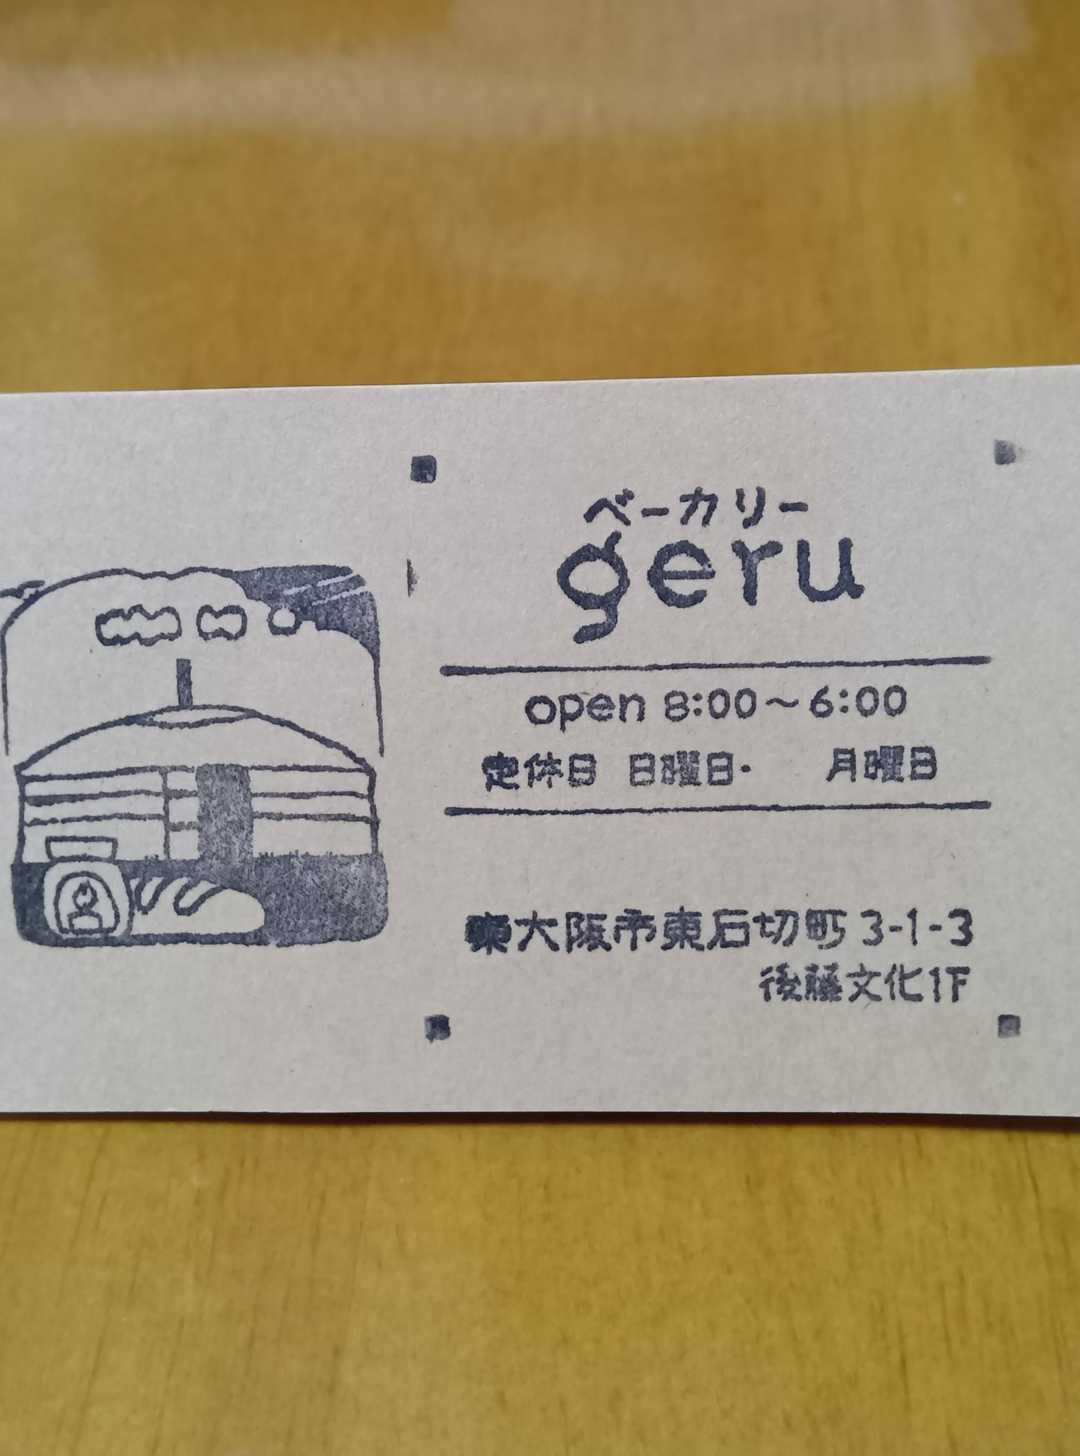 ベーカリー
geru
open 8:00～6:00
定休日 日曜日・ 月曜日
東大阪市東石切町 3-1-3
後藤文化1F